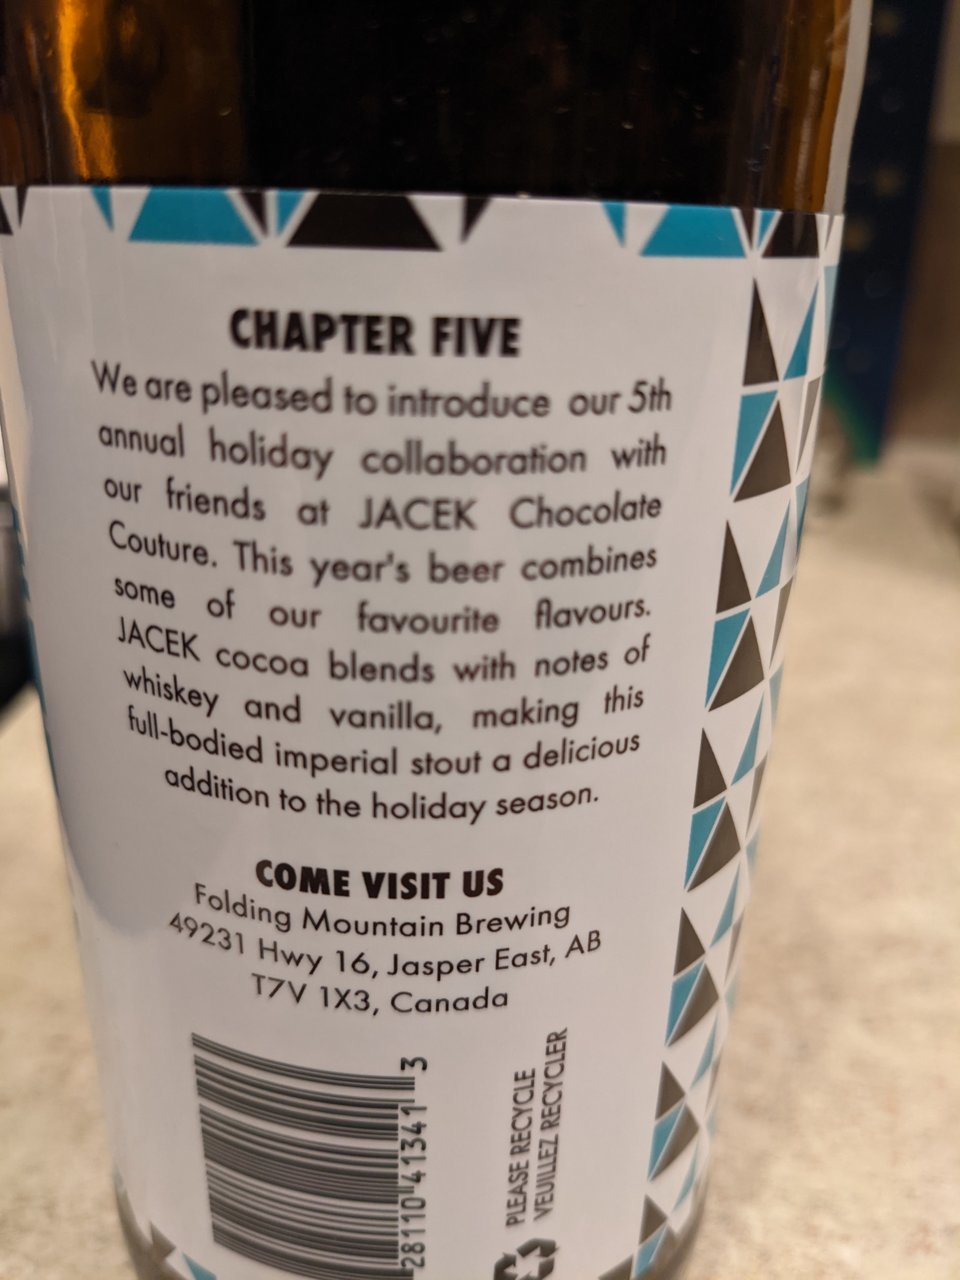 CHAPTER FIVE
We are pleased to introduce our 5th
annual holiday collaboration with
our friends at JACEK Chocolate
Couture. This year's beer combines
some of our favourite flavours.
JACEK cocoa blends with notes of
whiskey and vanilla, making this
full-bodied imperial stout a delicious
addition to the holiday season.
COME VISIT US
Folding Mountain Brewing
49231 Hwy 16, Jasper East, AB
T7V 1X3, Canada
28110 41341 3
PLEASE RECYCLE
VEUILLEZ RECYCLER